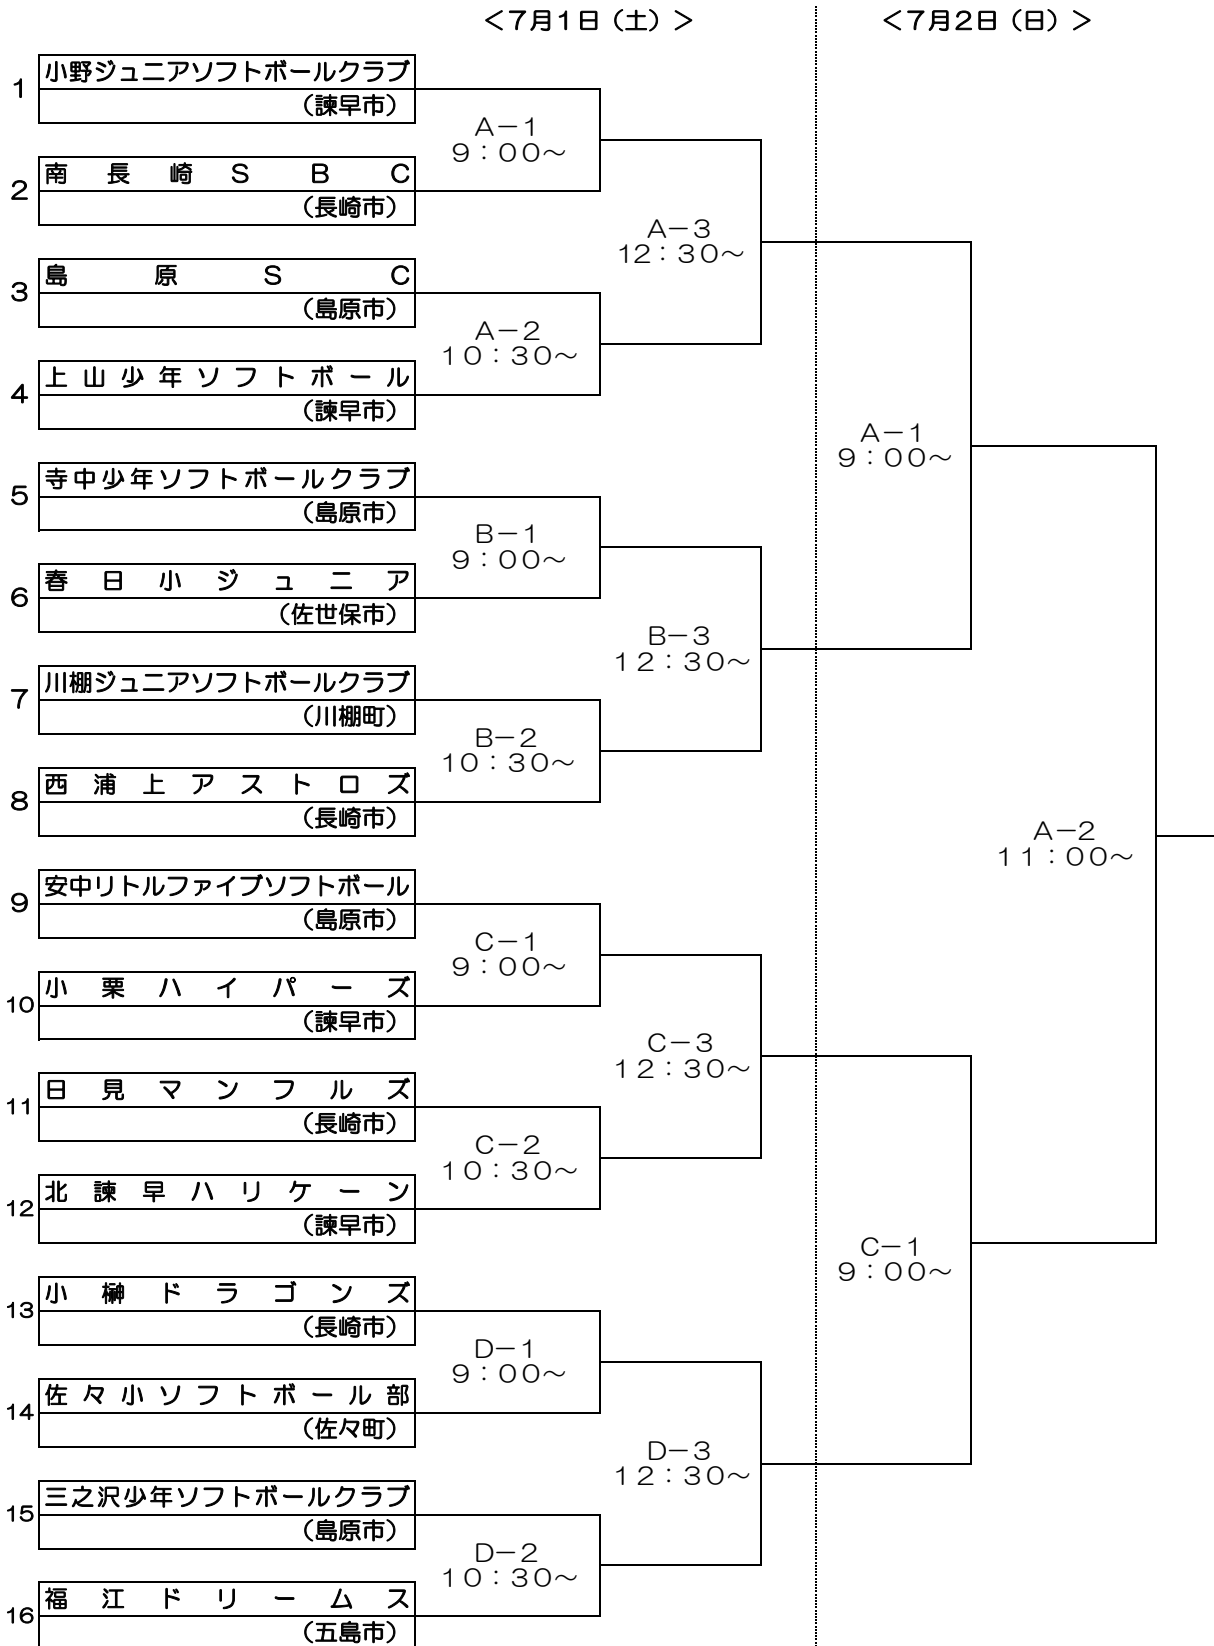 ＜７月１日（土）＞
＜７月２日（日）＞
1
小野ジュニアソフトボールクラブ
（諫早市）
A－1
9：00～
2
南長崎SBC
（長崎市）
A－3
12：30～
3
島原SC
（島原市）
A－2
10：30～
4
上山少年ソフトボール
（諫早市）
A－1
9：00～
5
寺中少年ソフトボールクラブ
（島原市）
B－1
9：00～
6
春日小ジュニア
（佐世保市）
B－3
12：30～
7
川棚ジュニアソフトボールクラブ
（川棚町）
B－2
10：30～
8
西浦上アストロズ
（長崎市）
A－2
11：00～
9
安中リトルファイブソフトボール
（島原市）
C－1
9：00～
10
小栗ハイパーズ
（諫早市）
C－3
12：30～
11
日見マンフルズ
（長崎市）
C－2
10：30～
12
北諫早ハリケーン
（諫早市）
C－1
9：00～
13
小榊ドラゴンズ
（長崎市）
D－1
9：00～
14
佐々小ソフトボール部
（佐々町）
D－3
12：30～
15
三之沢少年ソフトボールクラブ
（島原市）
D－2
10：30～
16
福江ドリームス
（五島市）